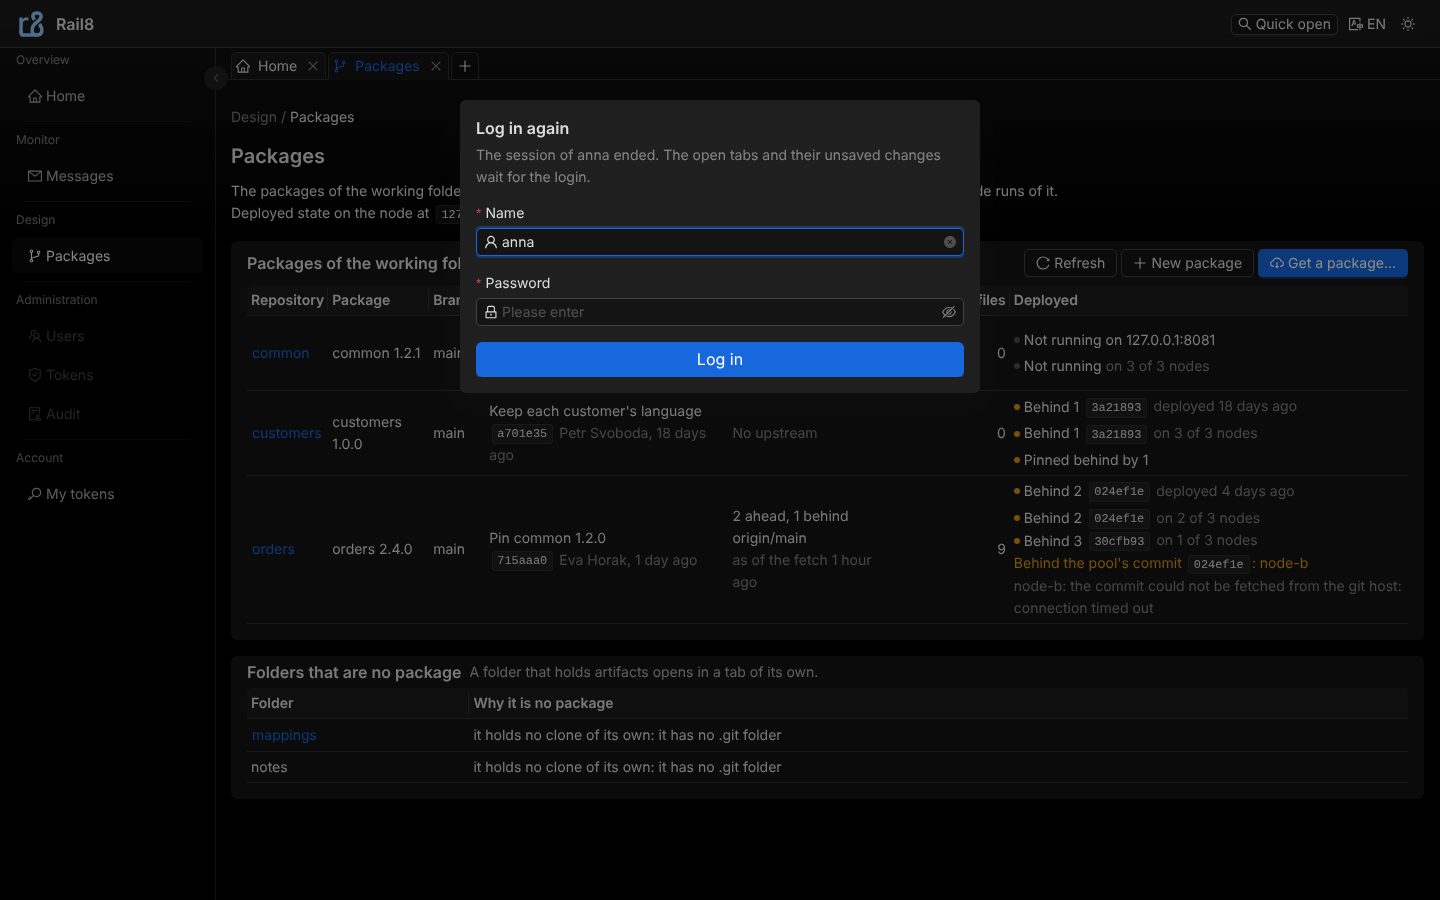 Rail8
Quick open
EN
Overview
Home
Monitor
Messages
Design
Packages
Administration
Users
Tokens
Audit
Account
My tokens
Home
Packages
Design / Packages
Packages
The packages of the working
runs of it.
Deployed state on the node at
Log in again
The session of anna ended. The open tabs and their unsaved changes
wait for the login.
* Name
anna
* Password
Please enter
Log in
Packages of the working
Refresh
New package
Get a package...
Repository Package files Deployed
common common 1.2.1 0
Not running on 127.0.0.1:8081
Not running on 3 of 3 nodes
customers customers 1.0.0 main
Keep each customer's language
a701e35 Petr Svoboda, 18 days
ago
No upstream
0
Behind 1 3a21893 deployed 18 days ago
Behind 1 3a21893 on 3 of 3 nodes
Pinned behind by 1
orders orders 2.4.0 main
Pin common 1.2.0
715aaa0 Eva Horak, 1 day ago
2 ahead, 1 behind
origin/main
as of the fetch 1 hour
ago
9
Behind 2 024ef1e deployed 4 days ago
Behind 2 024ef1e on 2 of 3 nodes
Behind 3 30cfb93 on 1 of 3 nodes
Behind the pool's commit 024ef1e : node-b
node-b: the commit could not be fetched from the git host:
connection timed out
Folders that are no package A folder that holds artifacts opens in a tab of its own.
Folder Why it is no package
mappings it holds no clone of its own: it has no .git folder
notes it holds no clone of its own: it has no .git folder